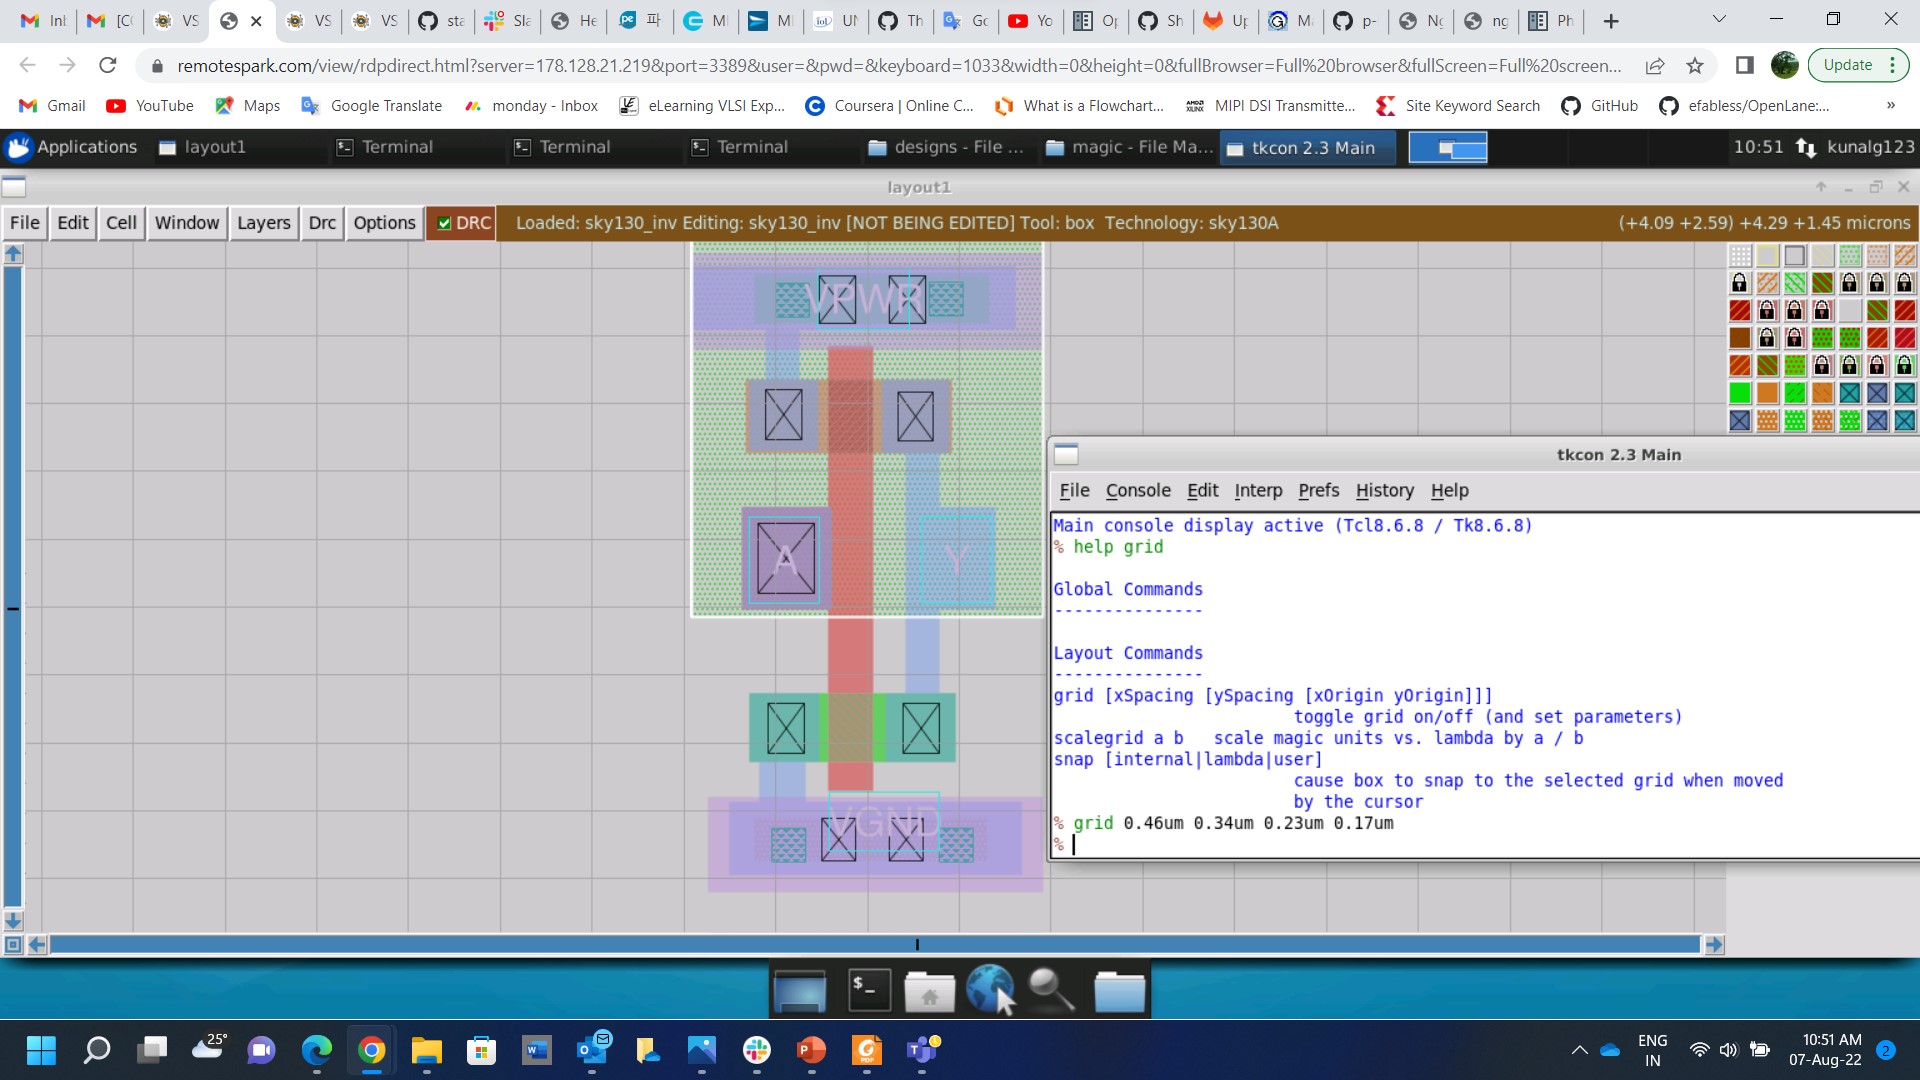 In
[C(
VS
VS
VS
sta
Sla
He
파
M
M
UN
Th
Go
Yo
Op
Sh
Up
M
p-
Ng
ng
Ph
remotespark.com/view/rdpdirect.html?server=178.128.21.219&port=3389&user=&pwd=&keyboard=1033&width=0&height=0&fullBrowser=Full%20browser&fullScreen=Full%20screen...
Update
Gmail
YouTube
Maps
Google Translate
monday - Inbox
eLearning VLSI Exp...
Coursera | Online C...
What is a Flowchart...
MIPI DSI Transmitte...
Site Keyword Search
GitHub
efabless/OpenLane:...
»
Applications
layout1
Terminal
Terminal
Terminal
designs - File ...
magic - File Ma...
tkcon 2.3 Main
10:51
kunalg123
layout1
File
Edit
Cell
Window
Layers
Drc
Options
DRC
Loaded: sky130_inv Editing: sky130_inv [NOT BEING EDITED] Tool: box Technology: sky130A
(+4.09 +2.59) +4.29 +1.45 microns
VPWR
A
Y
VGND
tkcon 2.3 Main
File
Console
Edit
Interp
Prefs
History
Help
Main console display active (Tcl8.6.8 / Tk8.6.8)
% help grid
Global Commands
---------------
Layout Commands
---------------
grid [xSpacing [ySpacing [xOrigin yOrigin]]]
toggle grid on/off (and set parameters)
scalegrid a b scale magic units vs. lambda by a / b
snap [internal|lambda|user]
cause box to snap to the selected grid when moved
by the cursor
% grid 0.46um 0.34um 0.23um 0.17um
%
25°
ENG
IN
10:51 AM
07-Aug-22
2